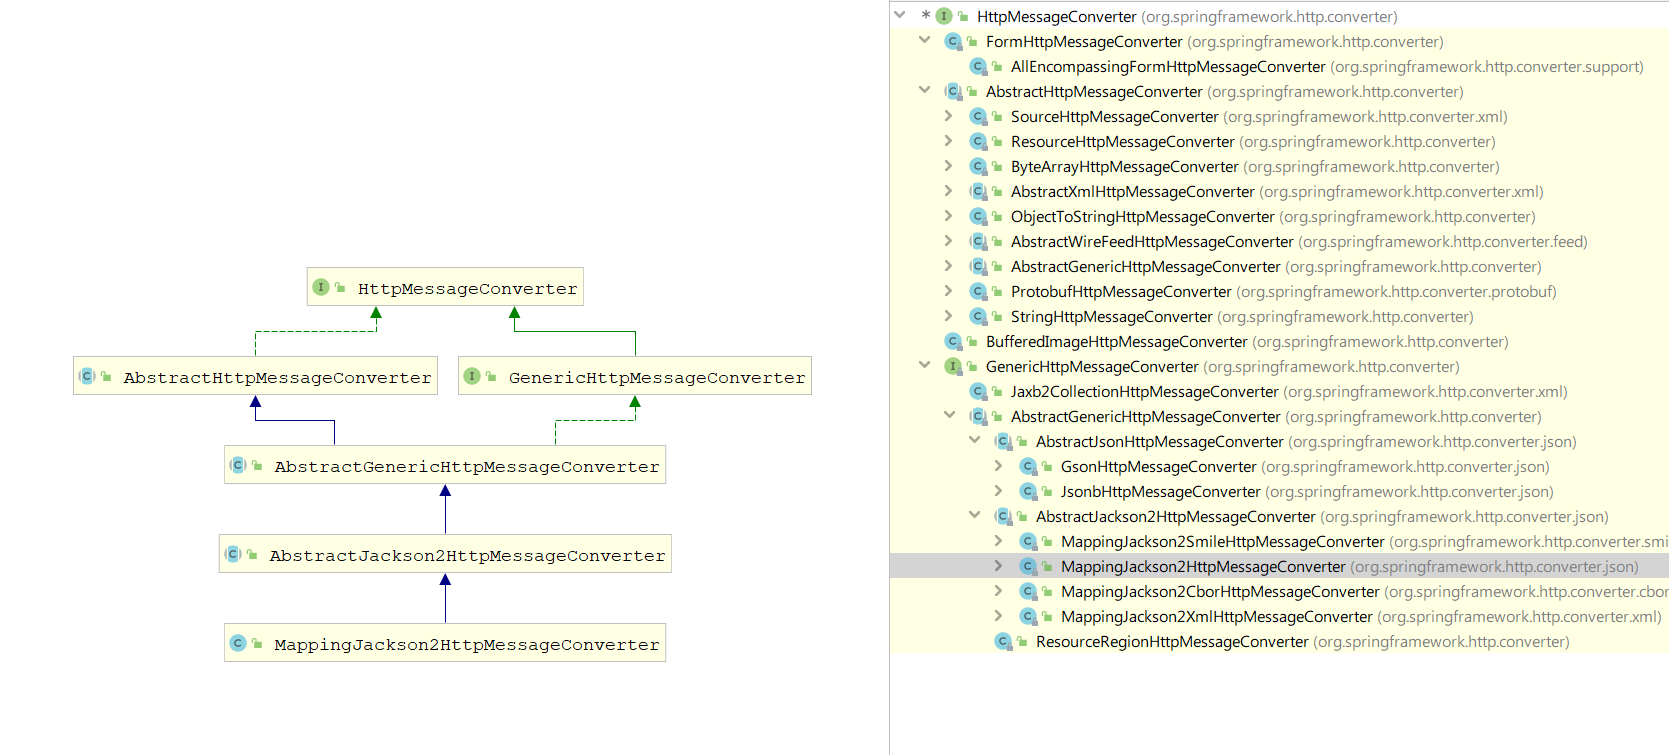 HttpMessageConverter
AbstractHttpMessageConverter
GenericHttpMessageConverter
AbstractGenericHttpMessageConverter
AbstractJackson2HttpMessageConverter
MappingJackson2HttpMessageConverter
* HttpMessageConverter (org.springframework.http.converter)
FormHttpMessageConverter (org.springframework.http.converter)
AllEncompassingFormHttpMessageConverter (org.springframework.http.converter.support)
AbstractHttpMessageConverter (org.springframework.http.converter)
SourceHttpMessageConverter (org.springframework.http.converter.xml)
ResourceHttpMessageConverter (org.springframework.http.converter)
ByteArrayHttpMessageConverter (org.springframework.http.converter)
AbstractXmlHttpMessageConverter (org.springframework.http.converter.xml)
ObjectToStringHttpMessageConverter (org.springframework.http.converter)
AbstractWireFeedHttpMessageConverter (org.springframework.http.converter.feed)
AbstractGenericHttpMessageConverter (org.springframework.http.converter)
ProtobufHttpMessageConverter (org.springframework.http.converter.protobuf)
StringHttpMessageConverter (org.springframework.http.converter)
BufferedImageHttpMessageConverter (org.springframework.http.converter)
GenericHttpMessageConverter (org.springframework.http.converter)
Jaxb2CollectionHttpMessageConverter (org.springframework.http.converter.xml)
AbstractGenericHttpMessageConverter (org.springframework.http.converter)
AbstractJsonHttpMessageConverter (org.springframework.http.converter.json)
GsonHttpMessageConverter (org.springframework.http.converter.json)
JsonbHttpMessageConverter (org.springframework.http.converter.json)
AbstractJackson2HttpMessageConverter (org.springframework.http.converter.json)
MappingJackson2SmileHttpMessageConverter (org.springframework.http.converter.smi
MappingJackson2HttpMessageConverter (org.springframework.http.converter.json)
MappingJackson2CborHttpMessageConverter (org.springframework.http.converter.cbor
MappingJackson2XmlHttpMessageConverter (org.springframework.http.converter.xml)
ResourceRegionHttpMessageConverter (org.springframework.http.converter)